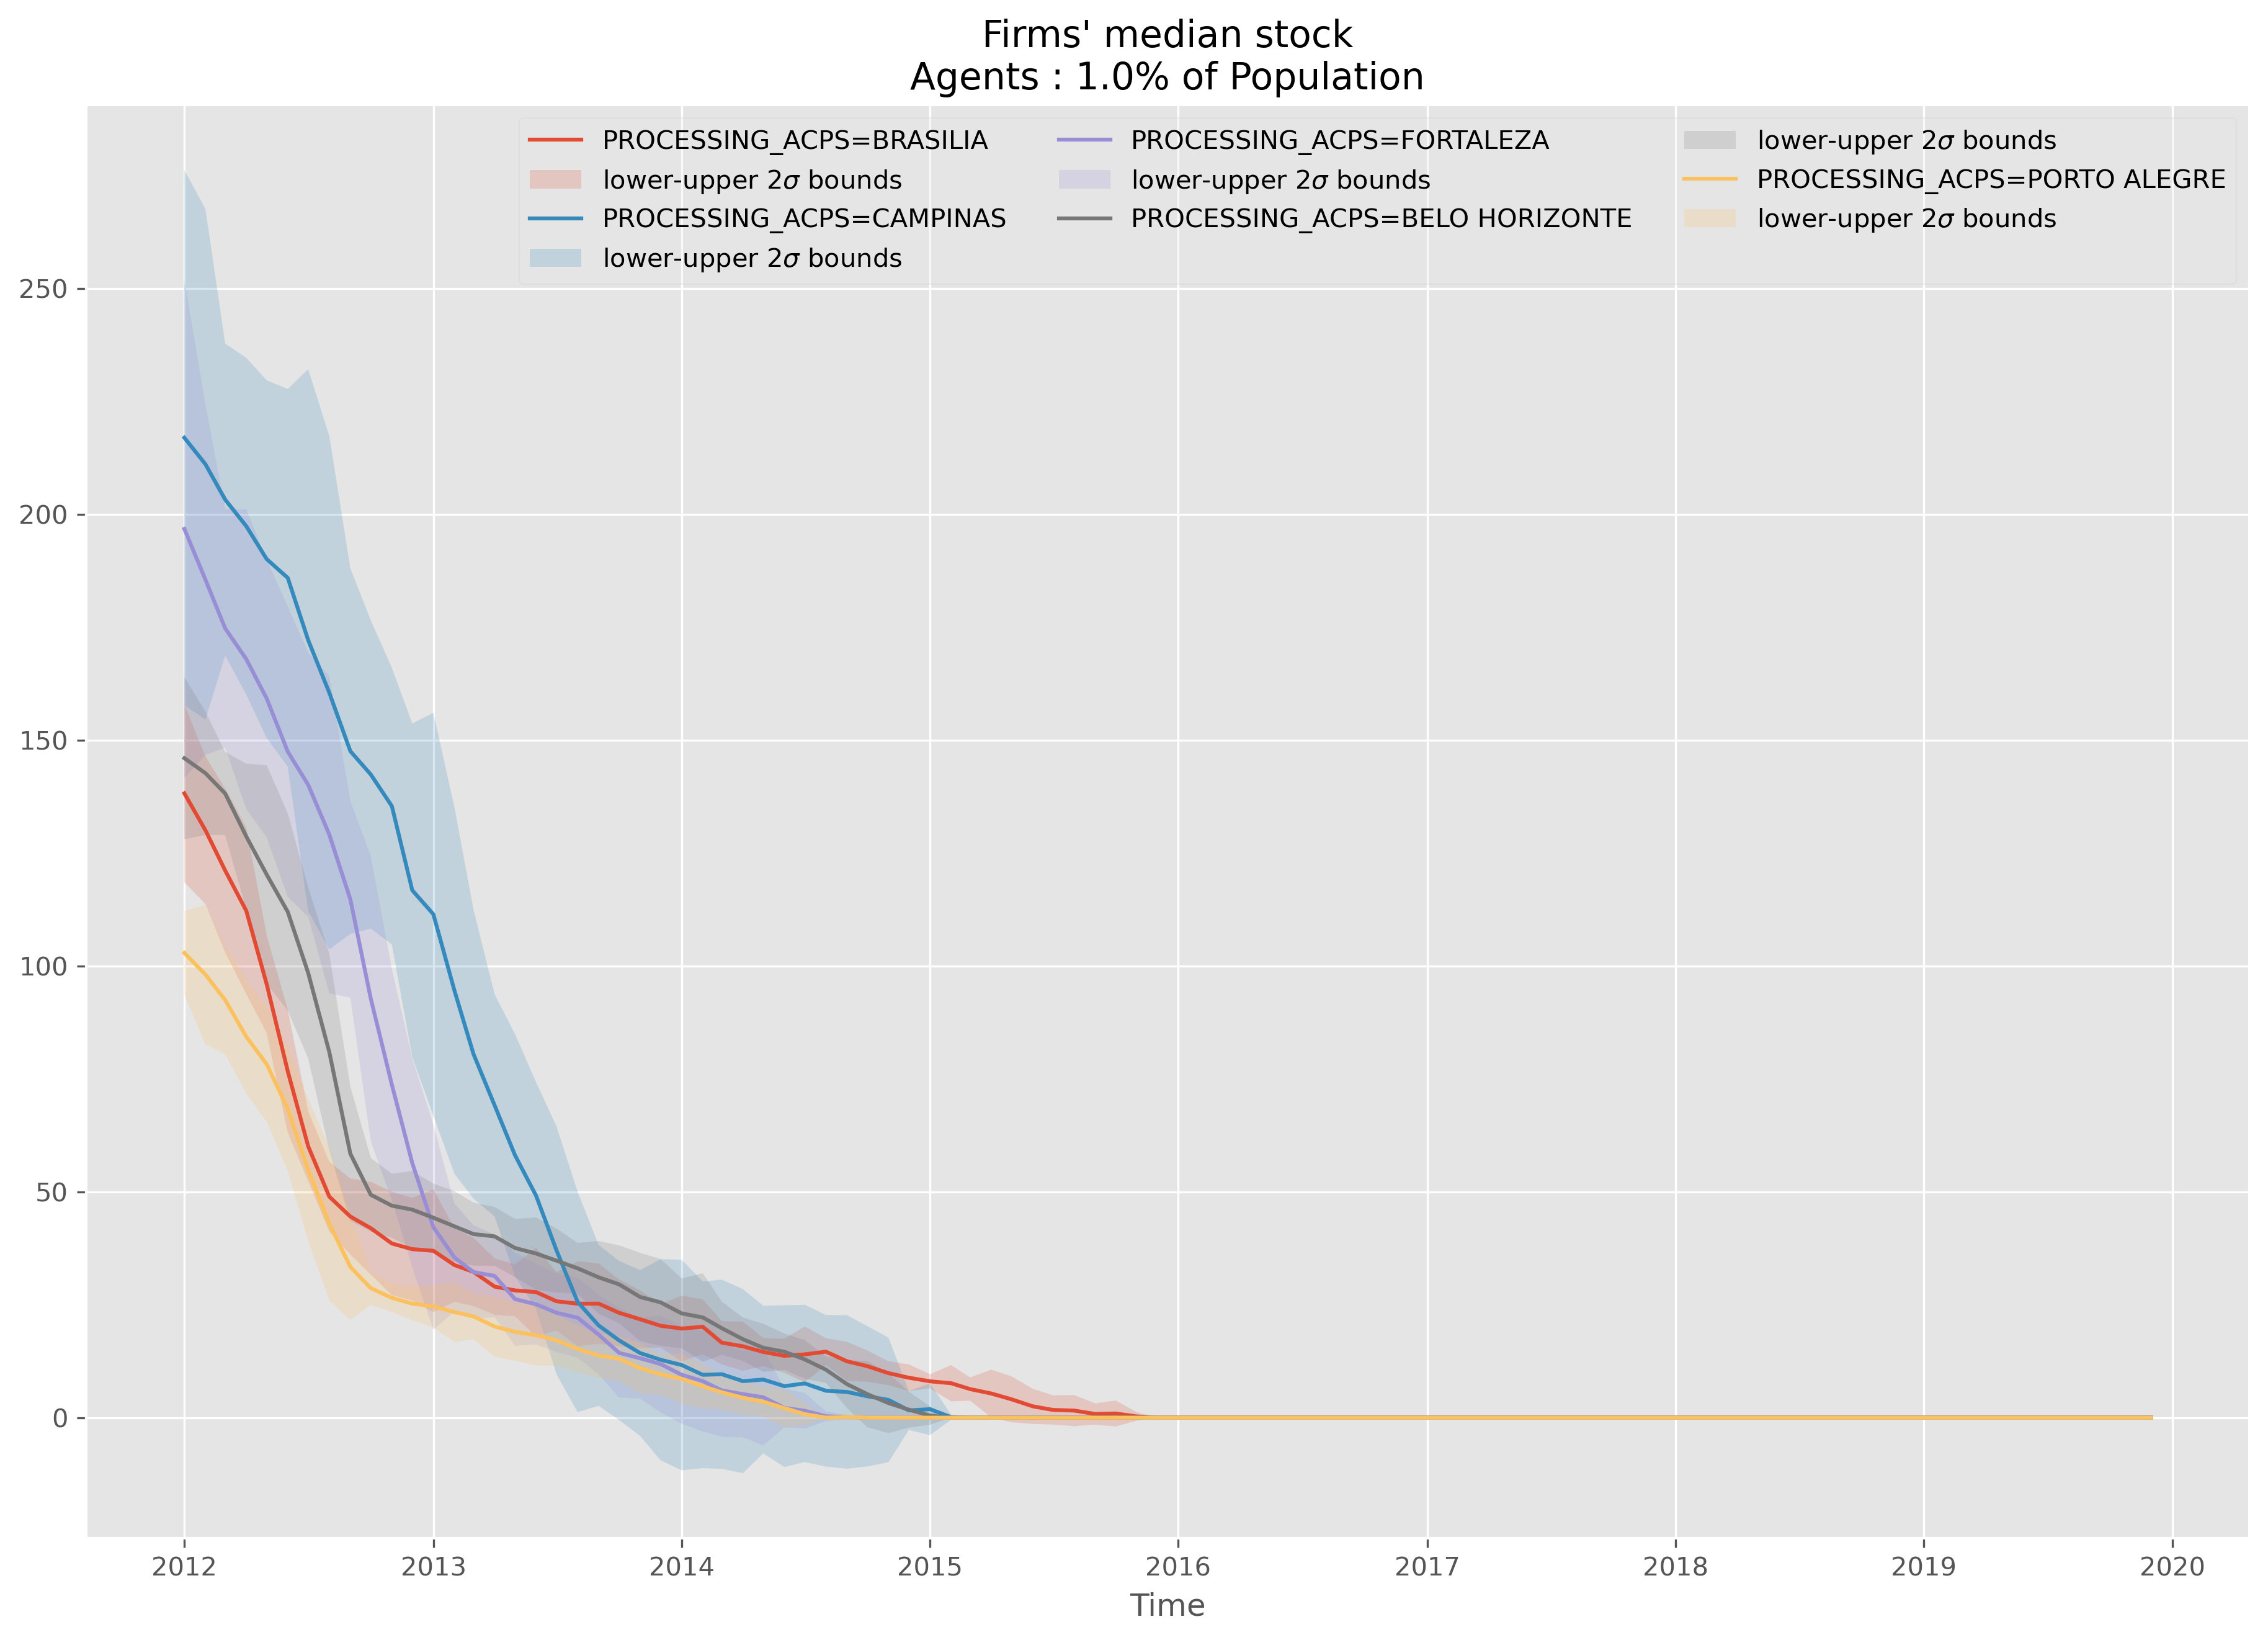 Firms' median stock
Agents : 1.0% of Population
PROCESSING_ACPS=BRASILIA
lower-upper 2σ bounds
PROCESSING_ACPS=CAMPINAS
lower-upper 2σ bounds
PROCESSING_ACPS=FORTALEZA
lower-upper 2σ bounds
PROCESSING_ACPS=BELO HORIZONTE
lower-upper 2σ bounds
PROCESSING_ACPS=PORTO ALEGRE
lower-upper 2σ bounds
250
200
150
100
50
0
2012 2013 2014 2015 2016 2017 2018 2019 2020
Time